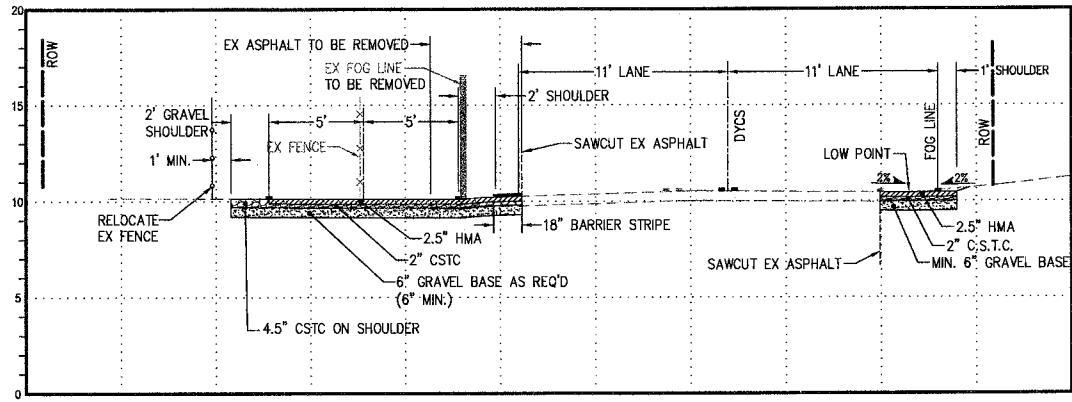 20
15
10
5
0
ROW
EX ASPHALT TO BE REMOVED
EX FOG LINE
TO BE REMOVED
2' GRAVEL
SHOULDER
1' MIN.
5'
5'
EX FENCE
RELOCATE
EX FENCE
2' SHOULDER
11' LANE
11' LANE
1' SHOULDER
SAWCUT EX ASPHALT
DYCS
FOG LINE
ROW
LOW POINT
2%
2%
18" BARRIER STRIPE
2.5" HMA
2" CSTC
6" GRAVEL BASE AS REQ'D
(6" MIN.)
4.5" CSTC ON SHOULDER
SAWCUT EX ASPHALT
2.5" HMA
2" C.S.T.C.
MIN. 6" GRAVEL BASE